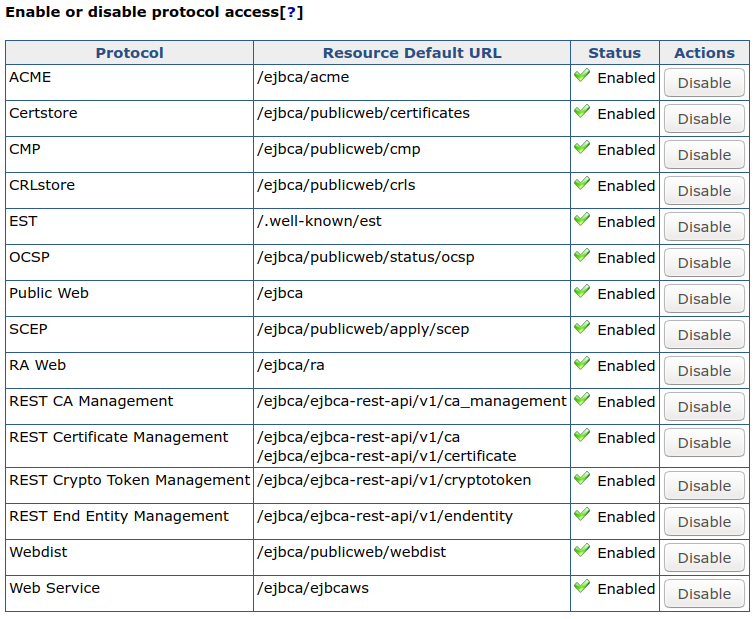 Enable or disable protocol access[?]
Protocol Resource Default URL Status Actions
ACME /ejbca/acme Enabled Disable
Certstore /ejbca/publicweb/certificates Enabled Disable
CMP /ejbca/publicweb/cmp Enabled Disable
CRLstore /ejbca/publicweb/crls Enabled Disable
EST /.well-known/est Enabled Disable
OCSP /ejbca/publicweb/status/ocsp Enabled Disable
Public Web /ejbca Enabled Disable
SCEP /ejbca/publicweb/apply/scep Enabled Disable
RA Web /ejbca/ra Enabled Disable
REST CA Management /ejbca/ejbca-rest-api/v1/ca_management Enabled Disable
REST Certificate Management /ejbca/ejbca-rest-api/v1/ca Enabled Disable
/ejbca/ejbca-rest-api/v1/certificate
REST Crypto Token Management /ejbca/ejbca-rest-api/v1/cryptotoken Enabled Disable
REST End Entity Management /ejbca/ejbca-rest-api/v1/endentity Enabled Disable
Webdist /ejbca/publicweb/webdist Enabled Disable
Web Service /ejbca/ejbcaws Enabled Disable